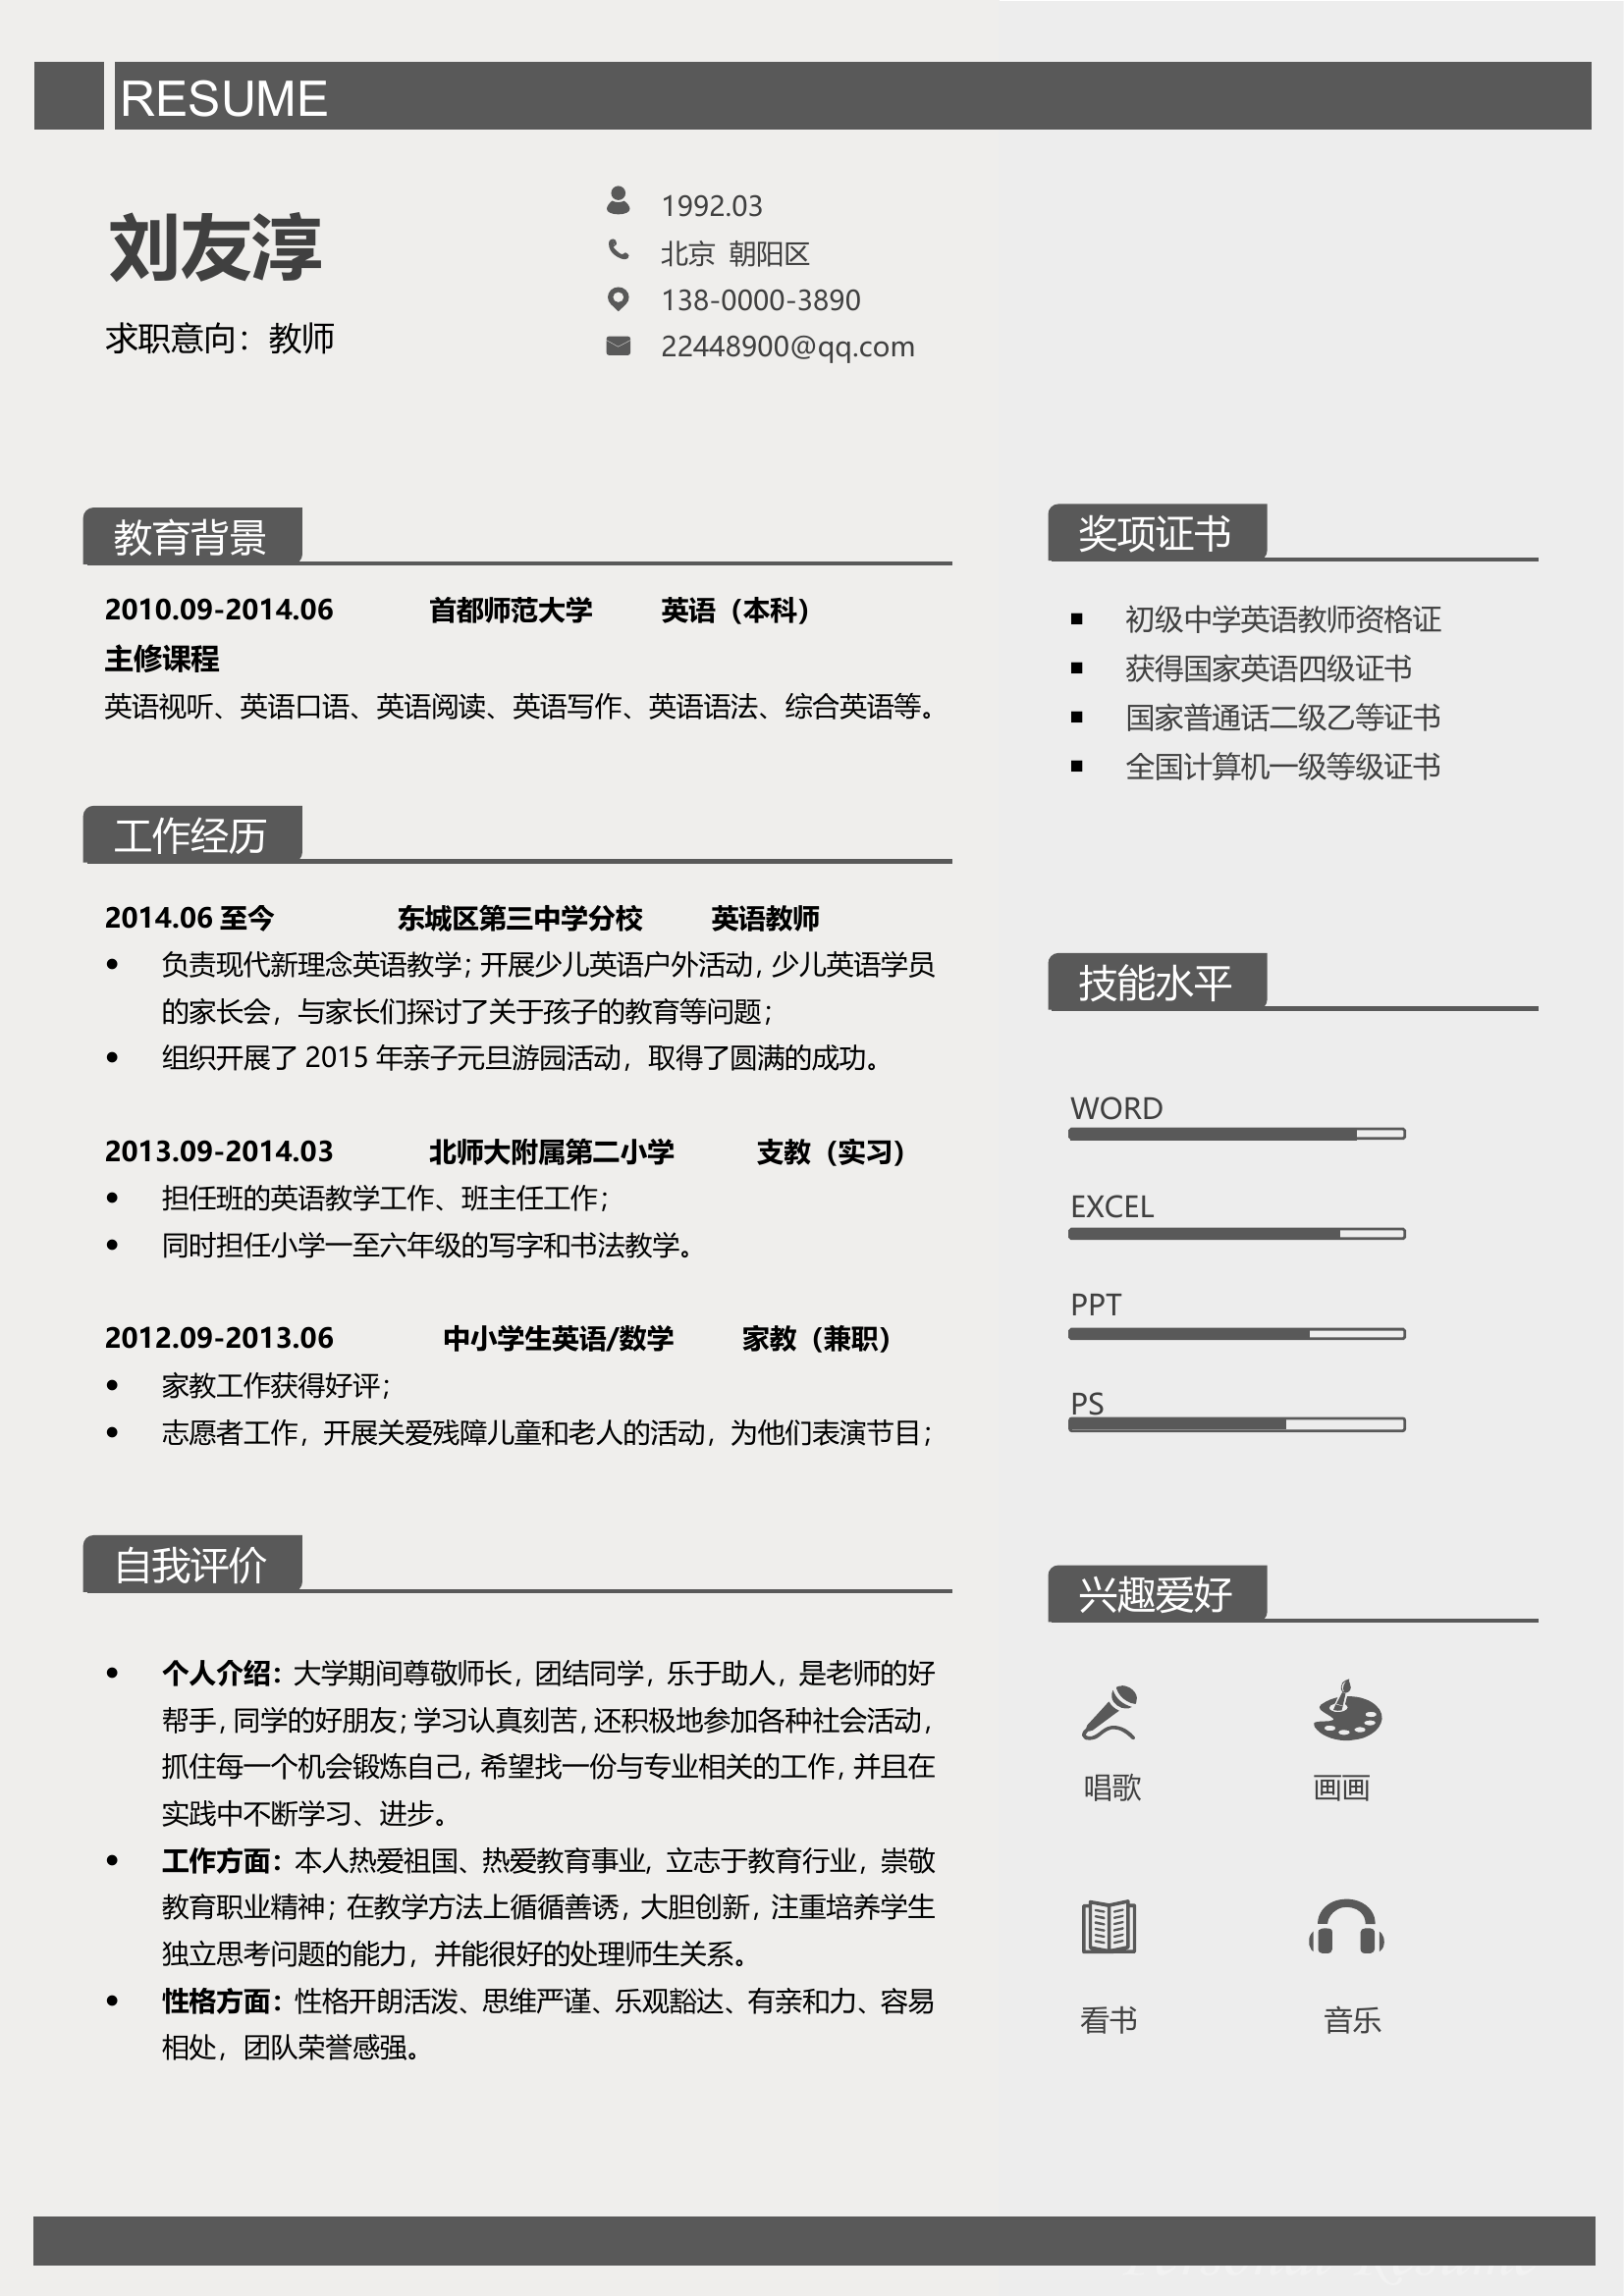 RESUME
刘友淳
求职意向：教师
1992.03
北京 朝阳区
138-0000-3890
22448900@qq.com
教育背景
2010.09-2014.06 首都师范大学 英语（本科）
主修课程
英语视听、英语口语、英语阅读、英语写作、英语语法、综合英语等。
工作经历
2014.06 至今 东城区第三中学分校 英语教师
● 负责现代新理念英语教学；开展少儿英语户外活动，少儿英语学员
的家长会，与家长们探讨了关于孩子的教育等问题；
● 组织开展了 2015 年亲子元旦游园活动，取得了圆满的成功。
2013.09-2014.03 北师大附属第二小学 支教（实习）
● 担任班的英语教学工作、班主任工作；
● 同时担任小学一至六年级的写字和书法教学。
2012.09-2013.06 中小学生英语/数学 家教（兼职）
● 家教工作获得好评；
● 志愿者工作，开展关爱残障儿童和老人的活动，为他们表演节目；
自我评价
● 个人介绍：大学期间尊敬师长，团结同学，乐于助人，是老师的好
帮手，同学的好朋友；学习认真刻苦，还积极地参加各种社会活动，
抓住每一个机会锻炼自己，希望找一份与专业相关的工作，并且在
实践中不断学习、进步。
● 工作方面：本人热爱祖国、热爱教育事业，立志于教育行业，崇敬
教育职业精神；在教学方法上循循善诱，大胆创新，注重培养学生
独立思考问题的能力，并能很好的处理师生关系。
● 性格方面：性格开朗活泼、思维严谨、乐观豁达、有亲和力、容易
相处，团队荣誉感强。
奖项证书
■ 初级中学英语教师资格证
■ 获得国家英语四级证书
■ 国家普通话二级乙等证书
■ 全国计算机一级等级证书
技能水平
WORD
EXCEL
PPT
PS
兴趣爱好
唱歌 画画
看书 音乐